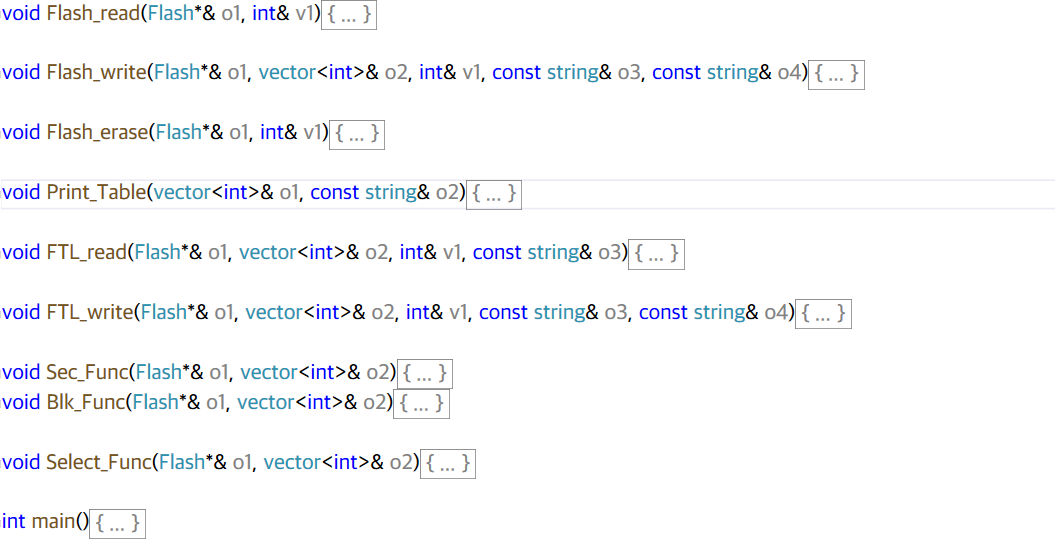 void Flash_read(Flash*& o1, int& v1){ ... }
void Flash_write(Flash*& o1, vector<int>& o2, int& v1, const string& o3, const string& o4){ ... }
void Flash_erase(Flash*& o1, int& v1){ ... }
void Print_Table(vector<int>& o1, const string& o2){ ... }
void FTL_read(Flash*& o1, vector<int>& o2, int& v1, const string& o3){ ... }
void FTL_write(Flash*& o1, vector<int>& o2, int& v1, const string& o3, const string& o4){ ... }
void Sec_Func(Flash*& o1, vector<int>& o2){ ... }
void Blk_Func(Flash*& o1, vector<int>& o2){ ... }
void Select_Func(Flash*& o1, vector<int>& o2){ ... }
int main(){ ... }